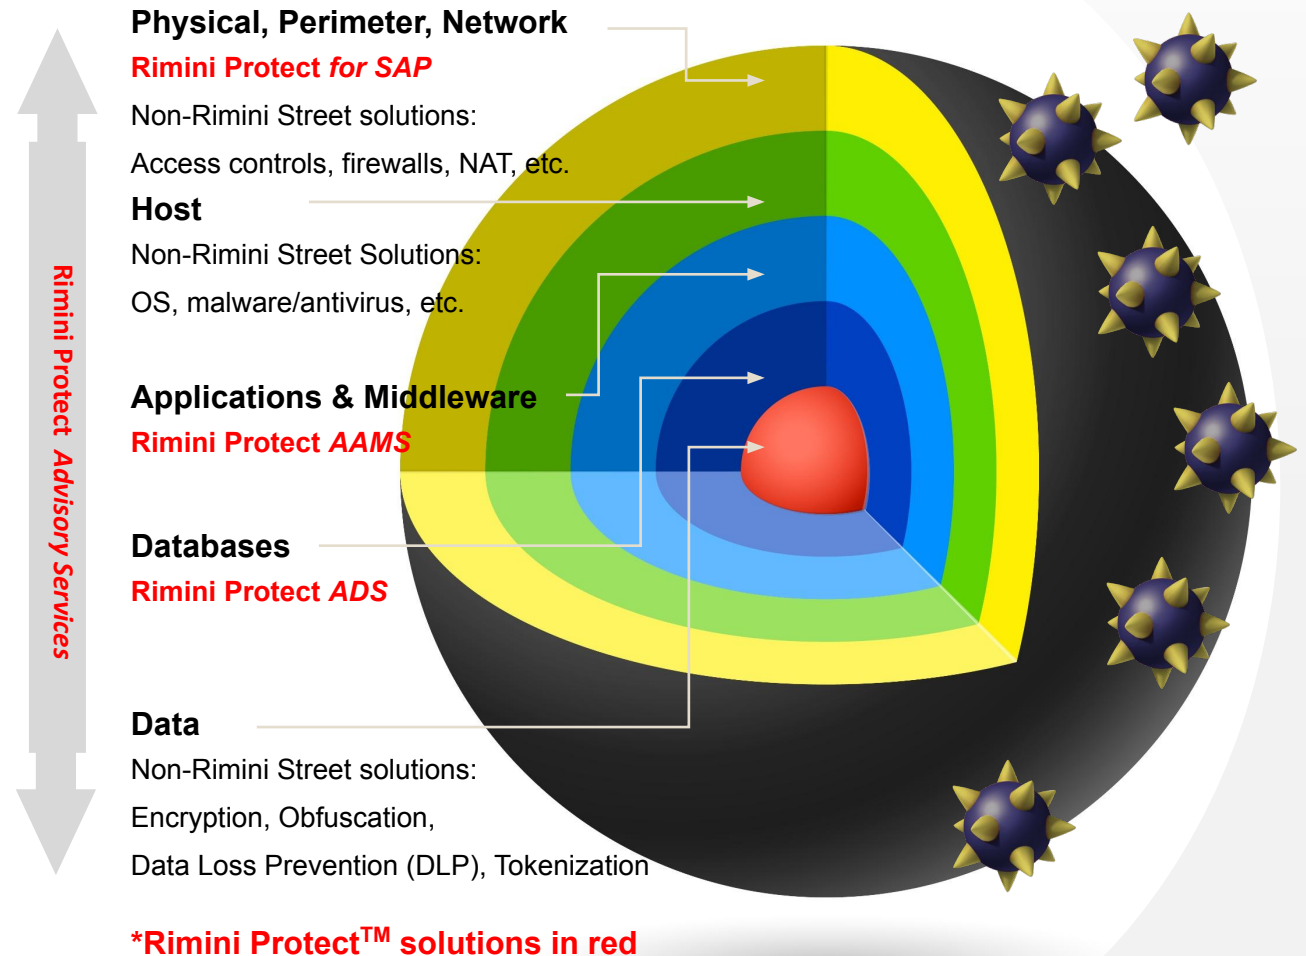 Physical, Perimeter, Network
Rimini Protect for SAP
Non-Rimini Street solutions:
Access controls, firewalls, NAT, etc.
Host
Non-Rimini Street Solutions:
OS, malware/antivirus, etc.
Applications & Middleware
Rimini Protect AAMS
Databases
Rimini Protect ADS
Data
Non-Rimini Street solutions:
Encryption, Obfuscation,
Data Loss Prevention (DLP), Tokenization
*Rimini Protect™ solutions in red
Rimini Protect Advisory Services